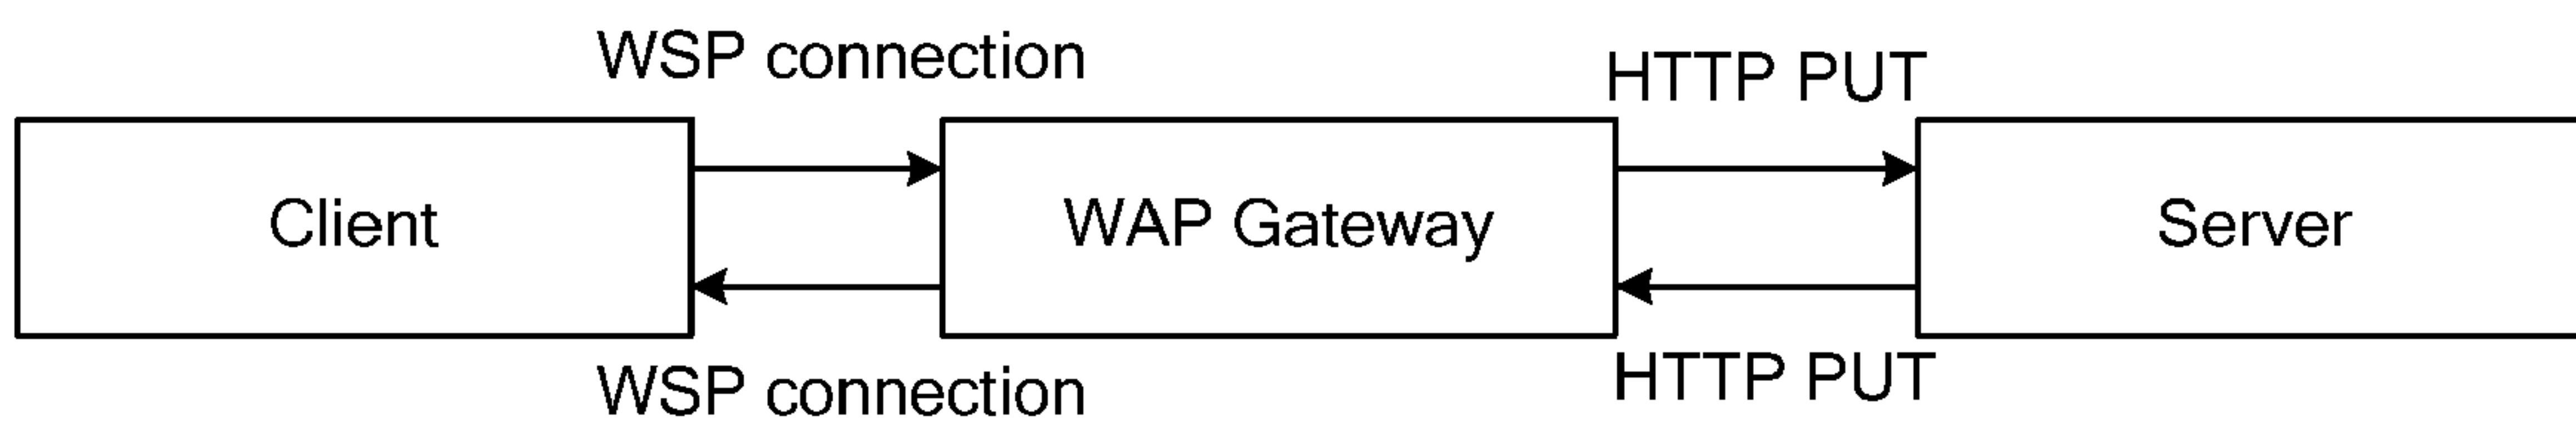 WSP connection
HTTP PUT
Client
WAP Gateway
Server
WSP connection
HTTP PUT